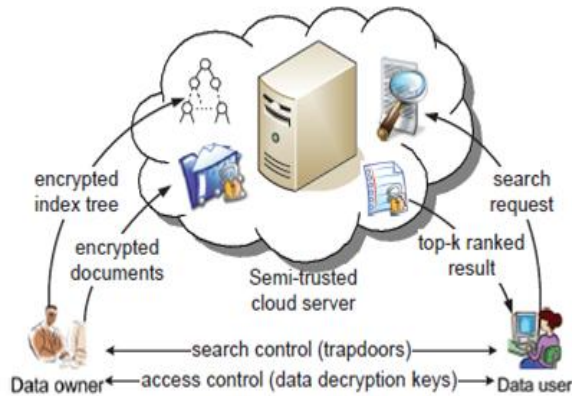 encrypted
index tree
encrypted
documents
Semi-trusted
cloud server
top-k ranked
result
search
request
search control (trapdoors)
access control (data decryption keys)
Data owner
Data user